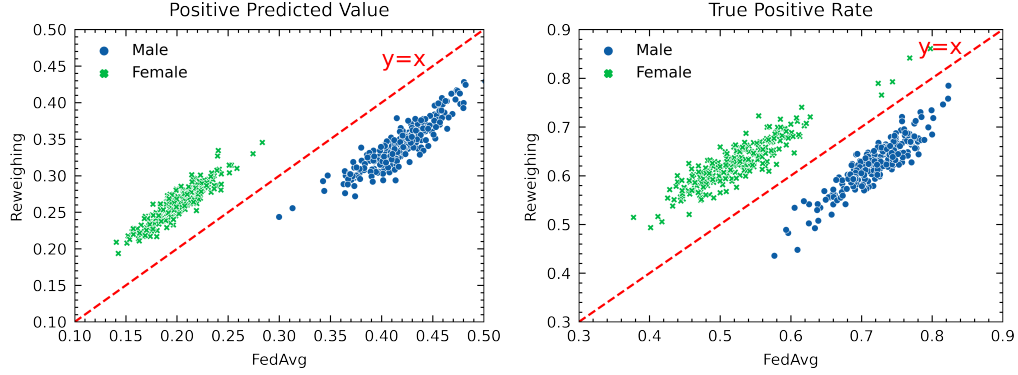 Positive Predicted Value
0.50
0.45
0.40
0.35
0.30
0.25
0.20
0.15
0.10
Reweighing
Male
Female
y=x
0.10 0.15 0.20 0.25 0.30 0.35 0.40 0.45 0.50
FedAvg
True Positive Rate
0.9
0.8
0.7
0.6
0.5
0.4
0.3
Reweighing
Male
Female
y=x
0.3 0.4 0.5 0.6 0.7 0.8 0.9
FedAvg